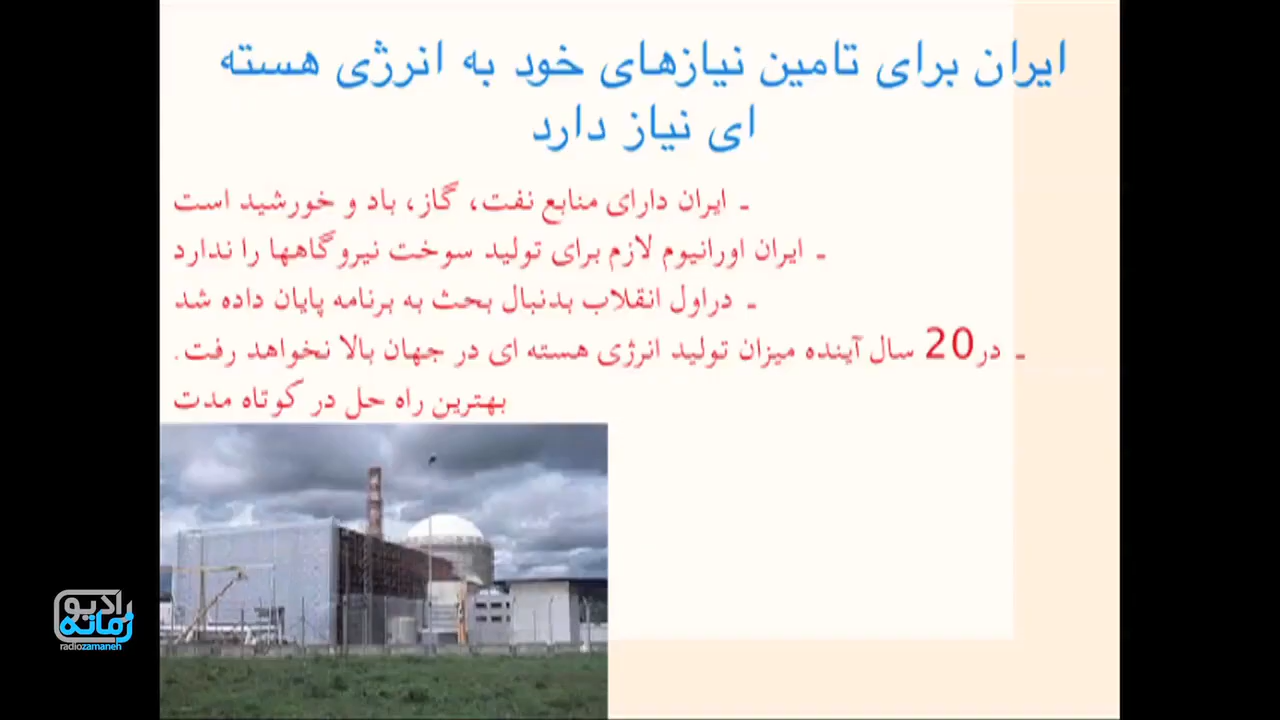 ایران برای تامین نیازهای خود به انرژی هسته
ای نیاز دارد
ـ ایران دارای منابع نفت، گاز، باد و خورشید است
ـ ایران اورانیوم لازم برای تولید سوخت نیروگاهها را ندارد
ـ دراول انقلاب بدنبال بحث به برنامه پایان داده شد
ـ در20 سال آینده میزان تولید انرژی هسته ای در جهان بالا نخواهد رفت.
بهترین راه حل در کوتاه مدت
رادیو
زمانه
radiozamaneh